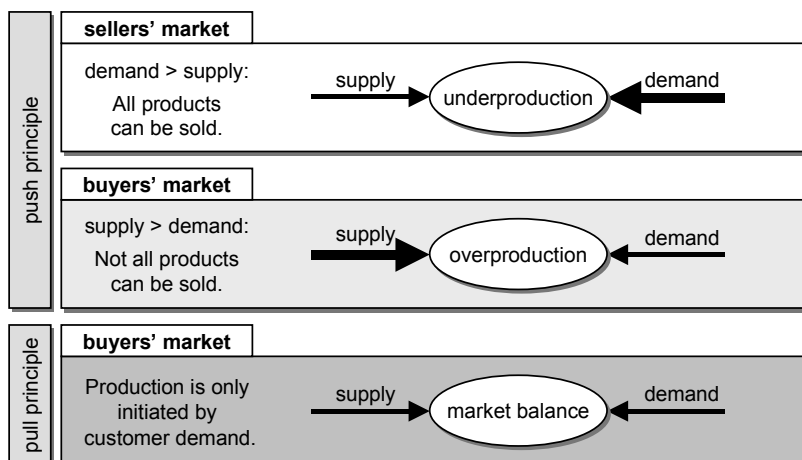 push principle
sellers’ market
demand > supply:
All products
can be sold.
supply
underproduction
demand
buyers’ market
supply > demand:
Not all products
can be sold.
supply
overproduction
demand
pull principle
buyers’ market
Production is only
initiated by
customer demand.
supply
market balance
demand